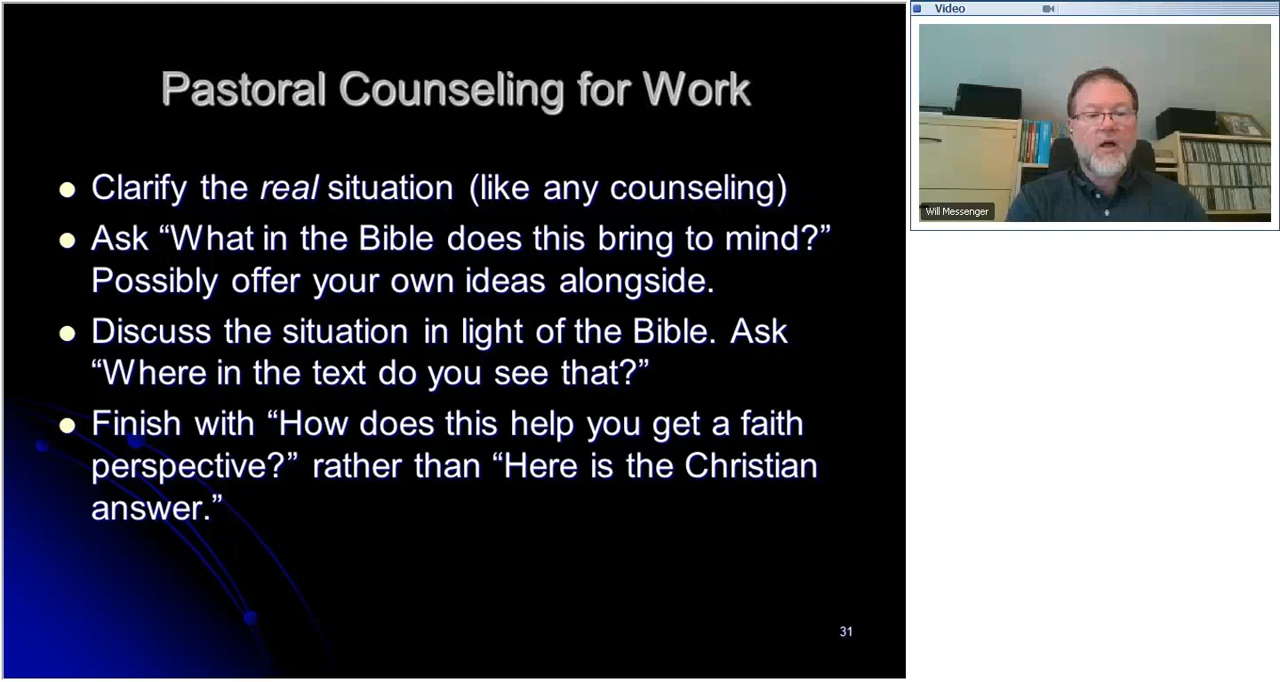 Pastoral Counseling for Work
Clarify the real situation (like any counseling)
Ask “What in the Bible does this bring to mind?”
Possibly offer your own ideas alongside.
Discuss the situation in light of the Bible. Ask
“Where in the text do you see that?”
Finish with “How does this help you get a faith
perspective?” rather than “Here is the Christian
answer.”
31
Video
Will Messenger